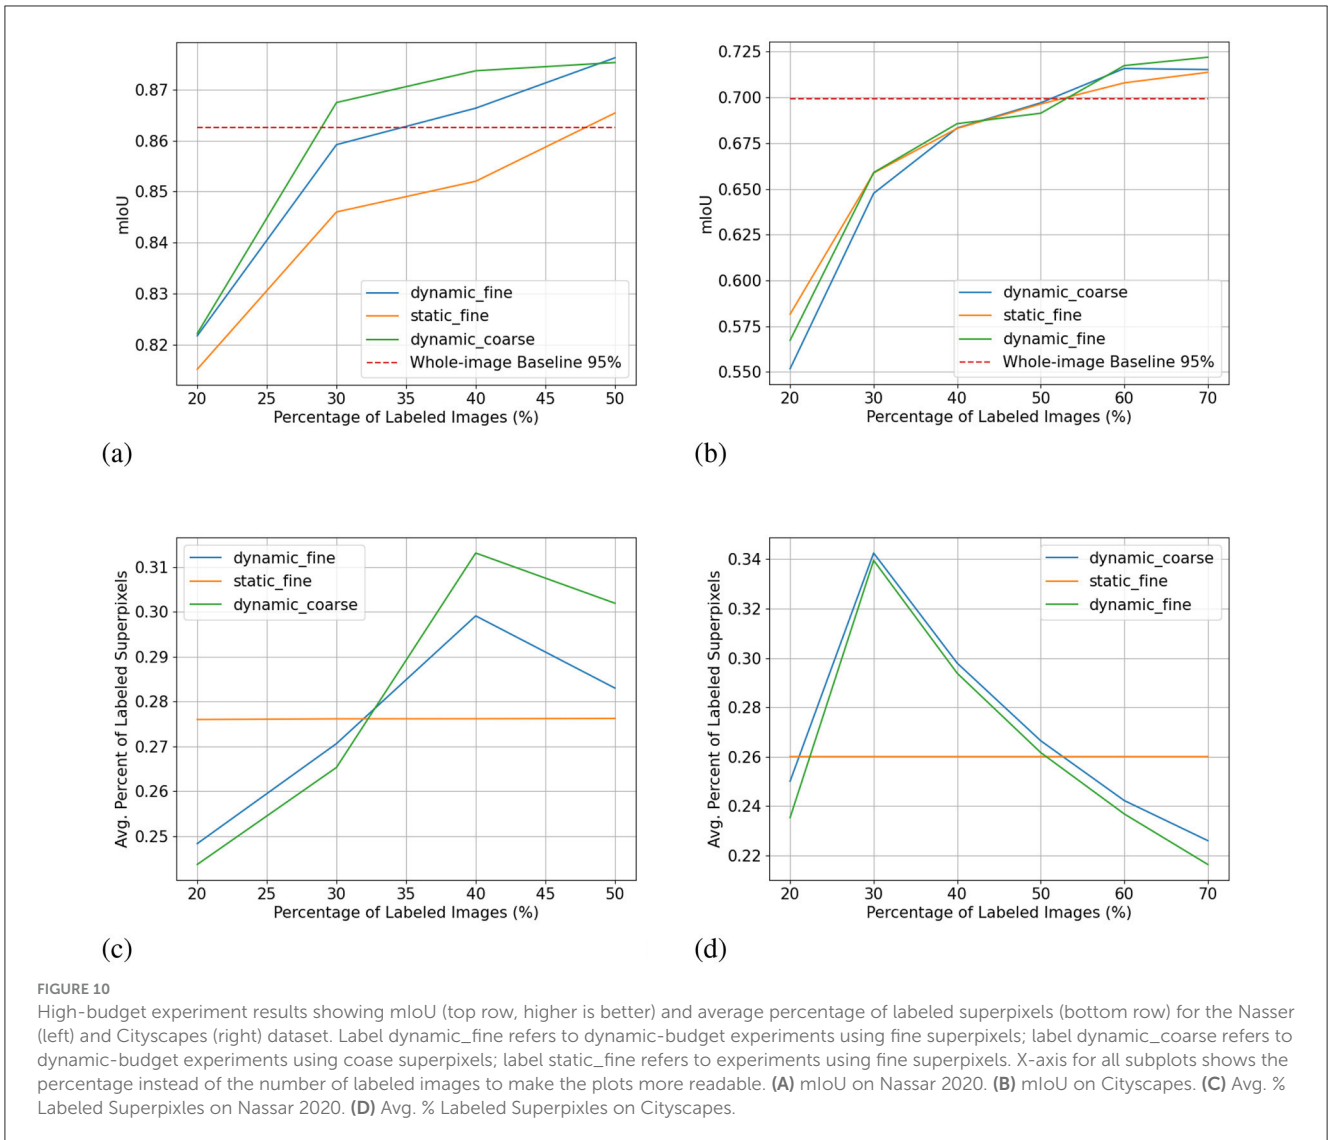 0.87
0.86
0.85
0.84
0.83
0.82
mIoU
dynamic_fine
static_fine
dynamic_coarse
Whole-image Baseline 95%
20 25 30 35 40 45 50
Percentage of Labeled Images (%)
(a)
0.725
0.700
0.675
0.650
0.625
0.600
0.575
0.550
mIoU
dynamic_coarse
static_fine
dynamic_fine
Whole-image Baseline 95%
20 30 40 50 60 70
Percentage of Labeled Images (%)
(b)
0.31
0.30
0.29
0.28
0.27
0.26
0.25
Avg. Percent of Labeled Superpixels
dynamic_fine
static_fine
dynamic_coarse
20 25 30 35 40 45 50
Percentage of Labeled Images (%)
(c)
0.34
0.32
0.30
0.28
0.26
0.24
0.22
Avg. Percent of Labeled Superpixels
dynamic_coarse
static_fine
dynamic_fine
20 30 40 50 60 70
Percentage of Labeled Images (%)
(d)
FIGURE 10
High-budget experiment results showing mIoU (top row, higher is better) and average percentage of labeled superpixels (bottom row) for the Nasser
(left) and Cityscapes (right) dataset. Label dynamic_fine refers to dynamic-budget experiments using fine superpixels; label dynamic_coarse refers to
dynamic-budget experiments using coase superpixels; label static_fine refers to experiments using fine superpixels. X-axis for all subplots shows the
percentage instead of the number of labeled images to make the plots more readable. (A) mIoU on Nassar 2020. (B) mIoU on Cityscapes. (C) Avg. %
Labeled Superpixles on Nassar 2020. (D) Avg. % Labeled Superpixles on Cityscapes.